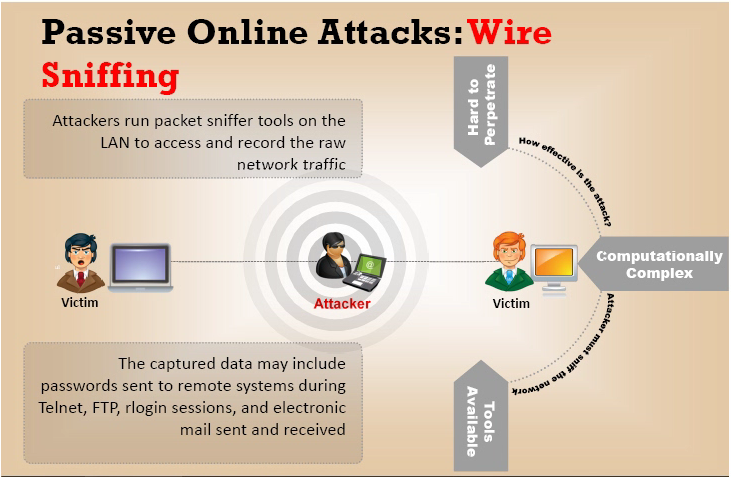 Passive Online Attacks: Wire
Sniffing
Attackers run packet sniffer tools on the
LAN to access and record the raw
network traffic
Hard to
Perpetrate
How effective is the attack?
Computationally
Complex
Attacker must sniff the network
Tools
Available
Victim
@
Attacker
Victim
The captured data may include
passwords sent to remote systems during
Telnet, FTP, rlogin sessions, and electronic
mail sent and received